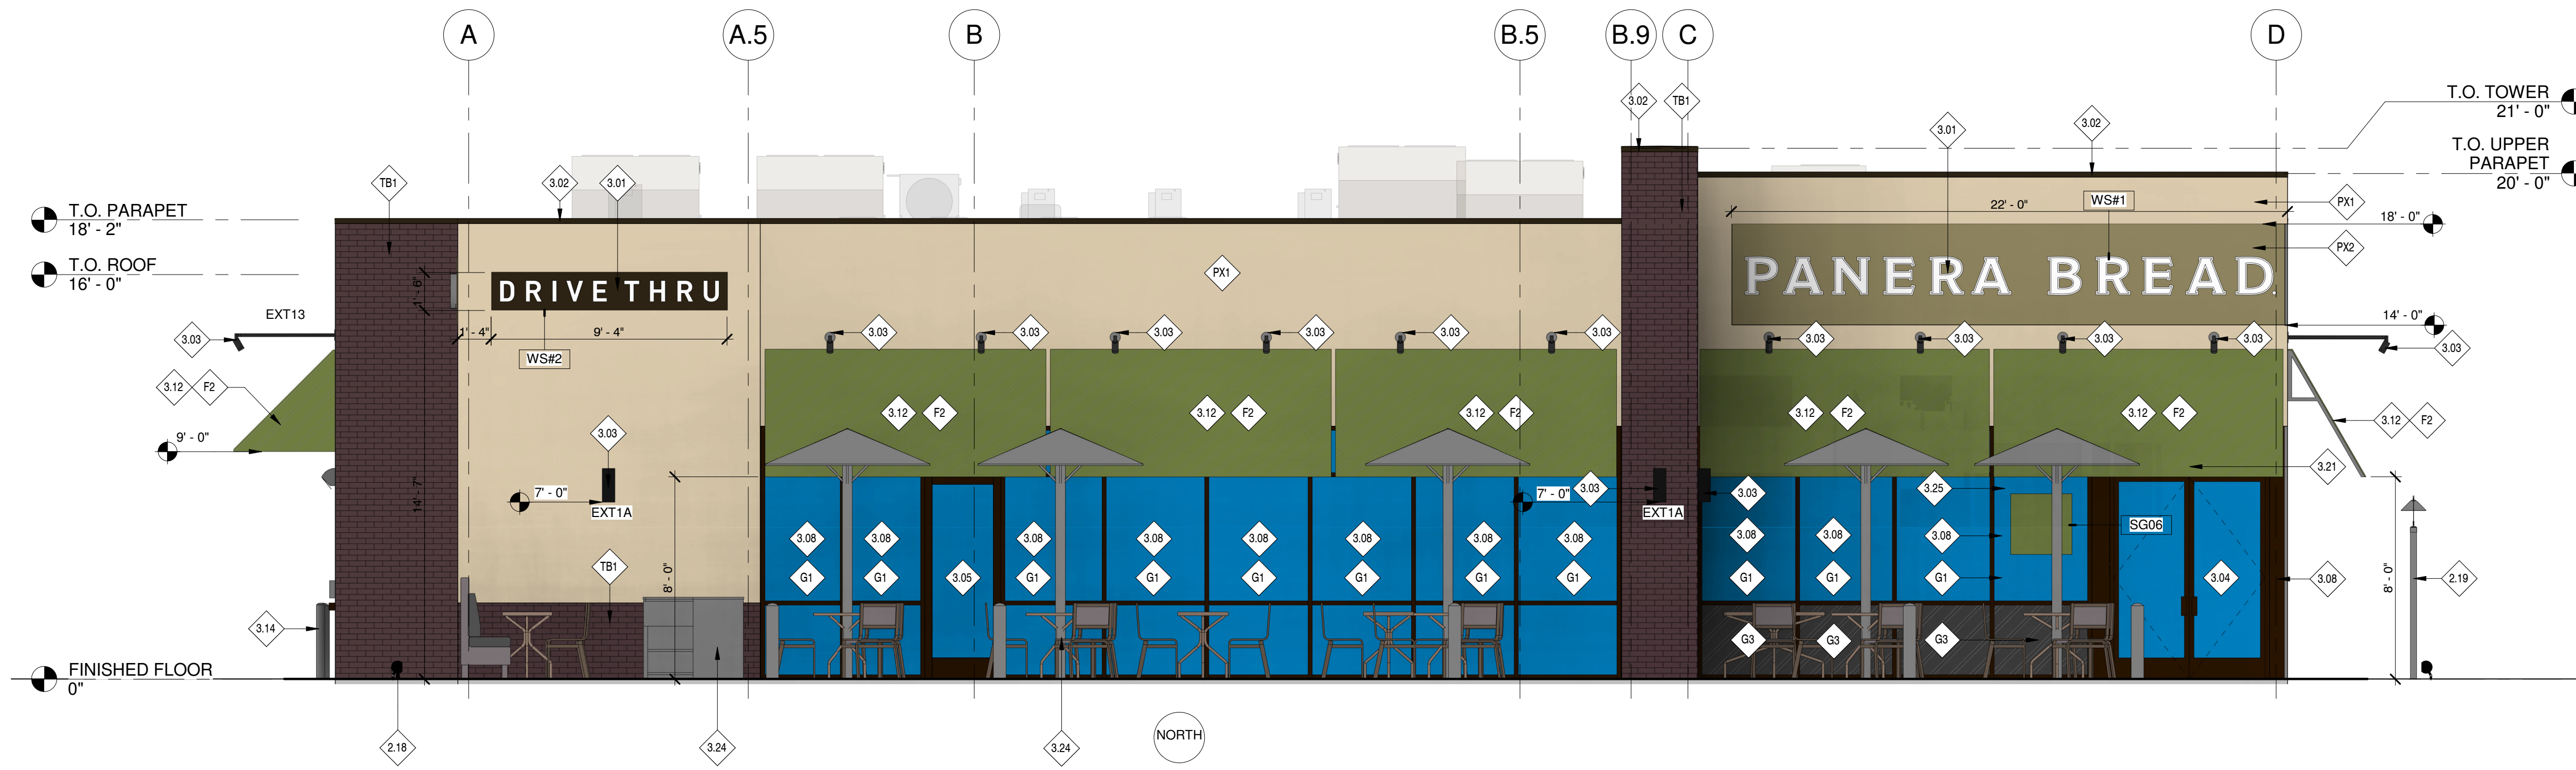 A A.5 B B.5 B.9 C D
T.O. TOWER
21' - 0"
3.02 TB1 3.01 3.02
T.O. UPPER
PARAPET
20' - 0"
TB1 3.02 3.01
WS#1
PX1
T.O. PARAPET
18' - 2"
22' - 0"
18' - 0"
PX2
T.O. ROOF
16' - 0"
PX1
PANERA BREAD
1' - 6"
DRIVE THRU
EXT13
14' - 0"
1' - 4" 9' - 4"
3.03 3.03 3.03 3.03 3.03 3.03 3.03 3.03 3.03 3.03 3.03 3.03
WS#2
3.12 F2
3.12 F2 3.12 F2 3.12 F2 3.12 F2 3.12 F2 3.12 F2
9' - 0"
3.03
3.21
14' - 7"
7' - 0"
EXT1A
7' - 0" 3.03 3.03 3.25
EXT1A
SG06
3.08 3.08 3.08 3.08 3.08 3.08 3.08 3.08 3.08 3.08 3.08
TB1
8' - 0"
G1 G1 3.05 G1 G1 G1 G1 G1 G1 G1 G1 G1 3.04 3.08 8' - 0" 2.19
3.14
G3 G3 G3
FINISHED FLOOR
0"
2.18 3.24 3.24
NORTH